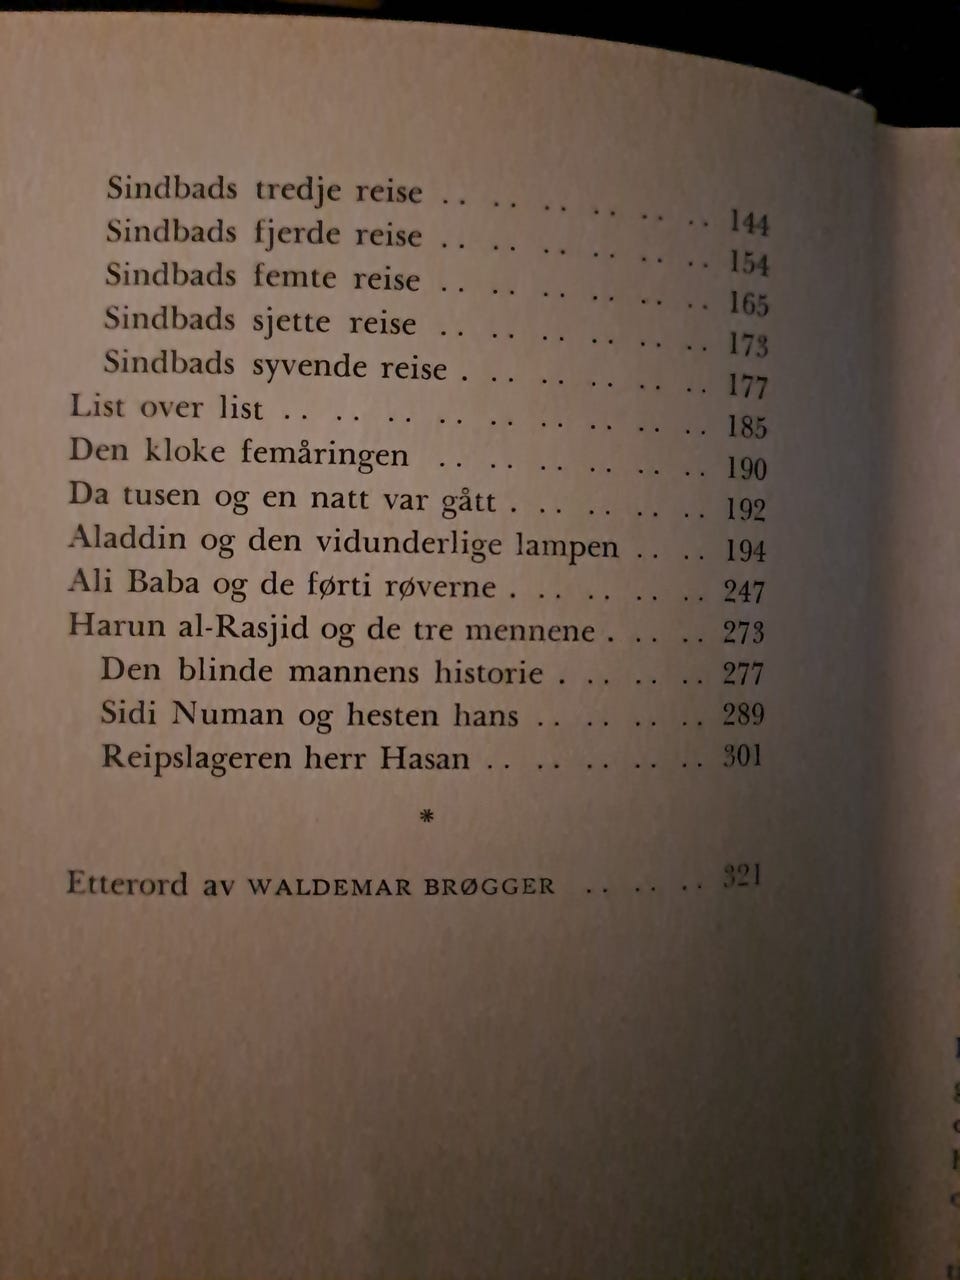 Sindbads tredje reise .. .. .. .. .. .. 144
Sindbads fjerde reise .. .. .. .. .. .. 154
Sindbads femte reise .. .. .. .. .. .. 165
Sindbads sjette reise .. .. .. .. .. .. 173
Sindbads syvende reise . .. .. .. .. .. 177
List over list .. .. .. .. .. .. .. .. .. 185
Den kloke femåringen .. .. .. .. .. .. 190
Da tusen og en natt var gått . .. .. .. .. 192
Aladdin og den vidunderlige lampen .. .. 194
Ali Baba og de førti røverne . .. .. .. .. 247
Harun al-Rasjid og de tre mennene . .. .. 273
Den blinde mannens historie . .. .. .. 277
Sidi Numan og hesten hans .. .. .. .. 289
Reipslageren herr Hasan .. .. .. .. .. 301
*
Etterord av WALDEMAR BRØGGER .. .. .. 321